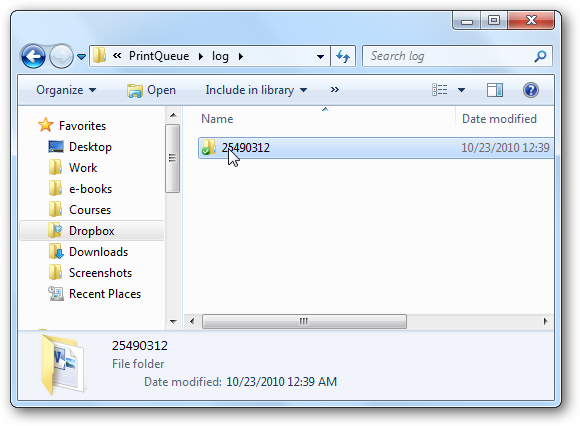 « PrintQueue log Search log
Organize Open Include in library »
Name Date modified
Favorites
Desktop
Work
e-books
Courses
Dropbox
Downloads
Screenshots
Recent Places
25490312 10/23/2010 12:39
25490312
File folder
Date modified: 10/23/2010 12:39 AM